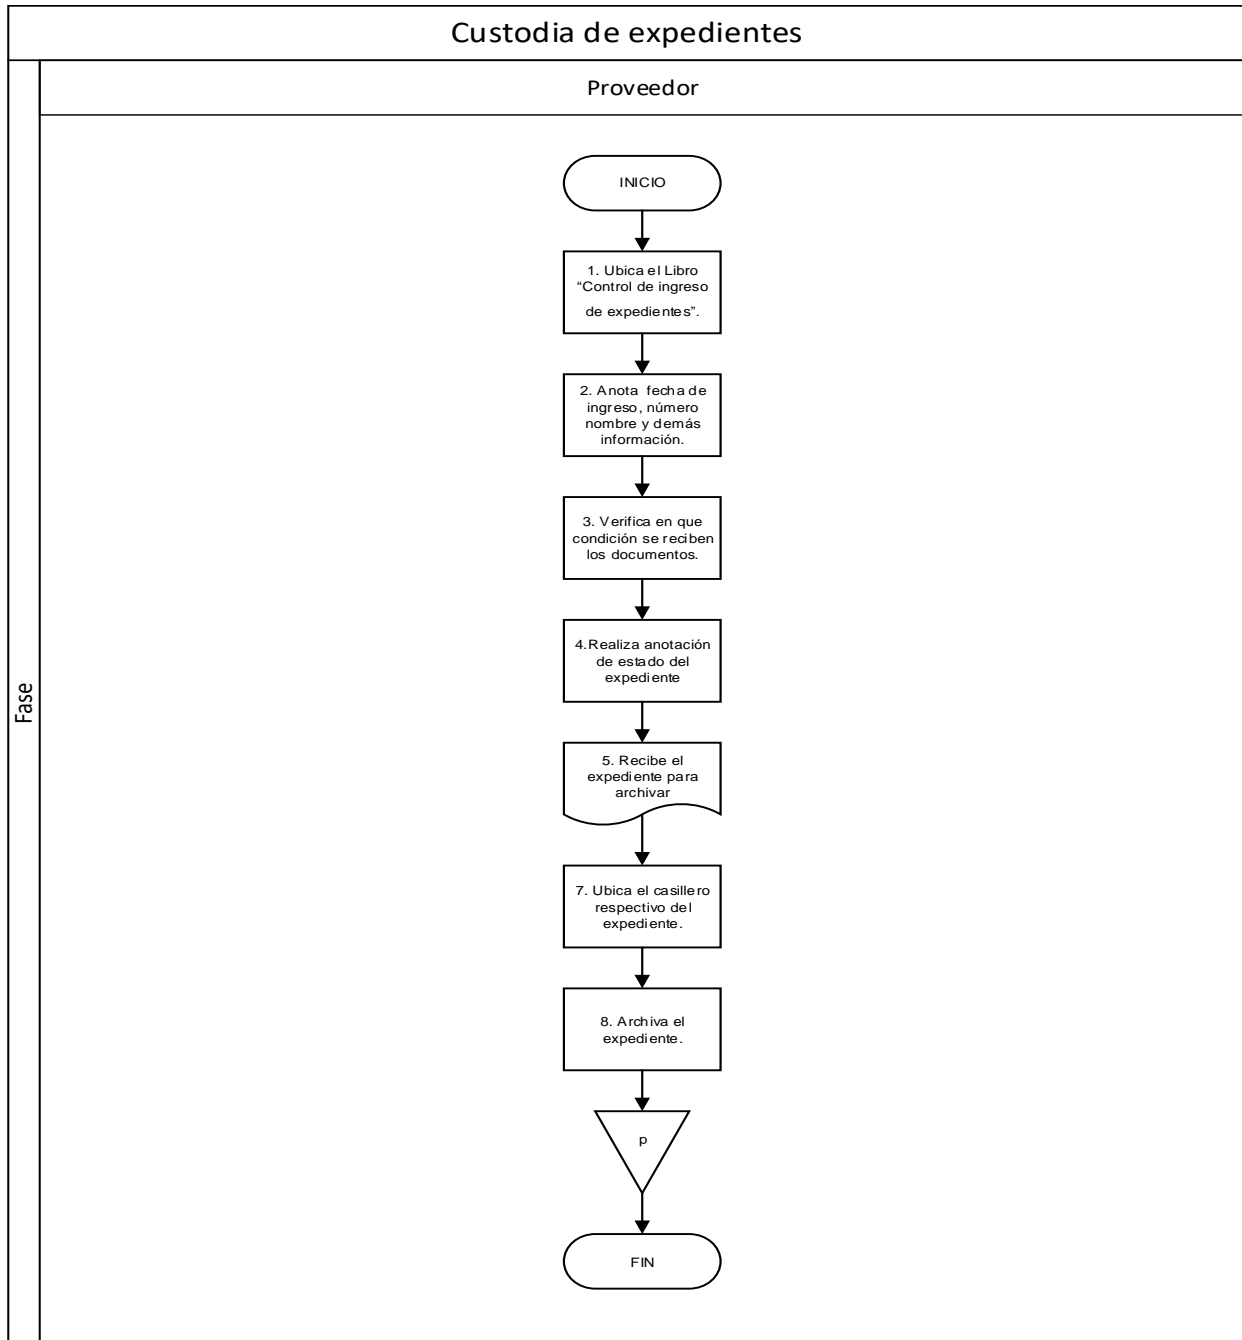 Custodia de expedientes
Proveedor
Fase
INICIO
1. Ubica el Libro
“Control de ingreso
de expedientes”.
2. Anota fecha de
ingreso, número
nombre y demás
información.
3. Verifica en que
condición se reciben
los documentos.
4.Realiza anotación
de estado del
expediente
5. Recibe el
expediente para
archivar
7. Ubica el casillero
respectivo del
expediente.
8. Archiva el
expediente.
p
FIN